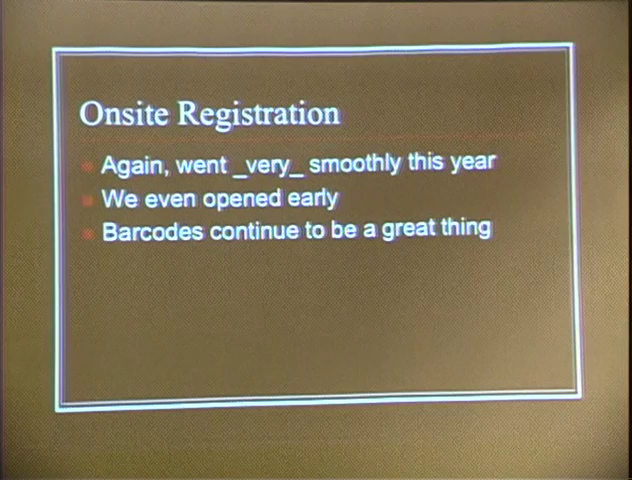 Onsite Registration
Again, went _very_ smoothly this year
We even opened early
Barcodes continue to be a great thing